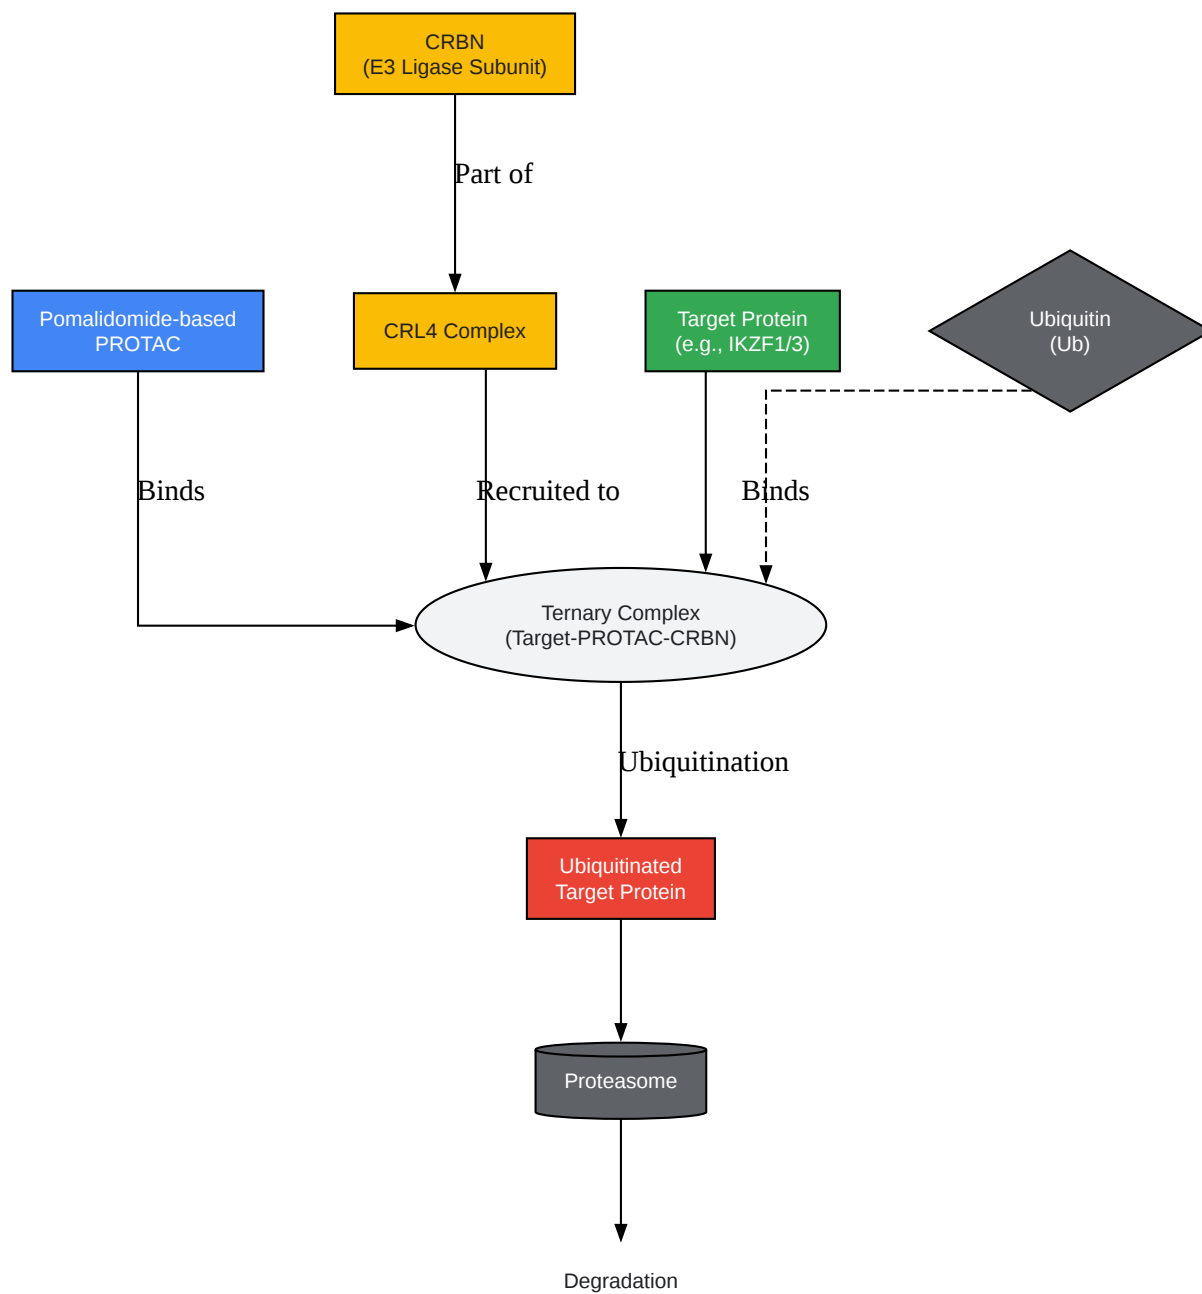 CRBN
(E3 Ligase Subunit)
Part of
Pomalidomide-based
PROTAC
CRL4 Complex
Target Protein
(e.g., IKZF1/3)
Ubiquitin
(Ub)
Binds
Recruited to
Binds
Ternary Complex
(Target-PROTAC-CRBN)
Ubiquitination
Ubiquitinated
Target Protein
Proteasome
Degradation